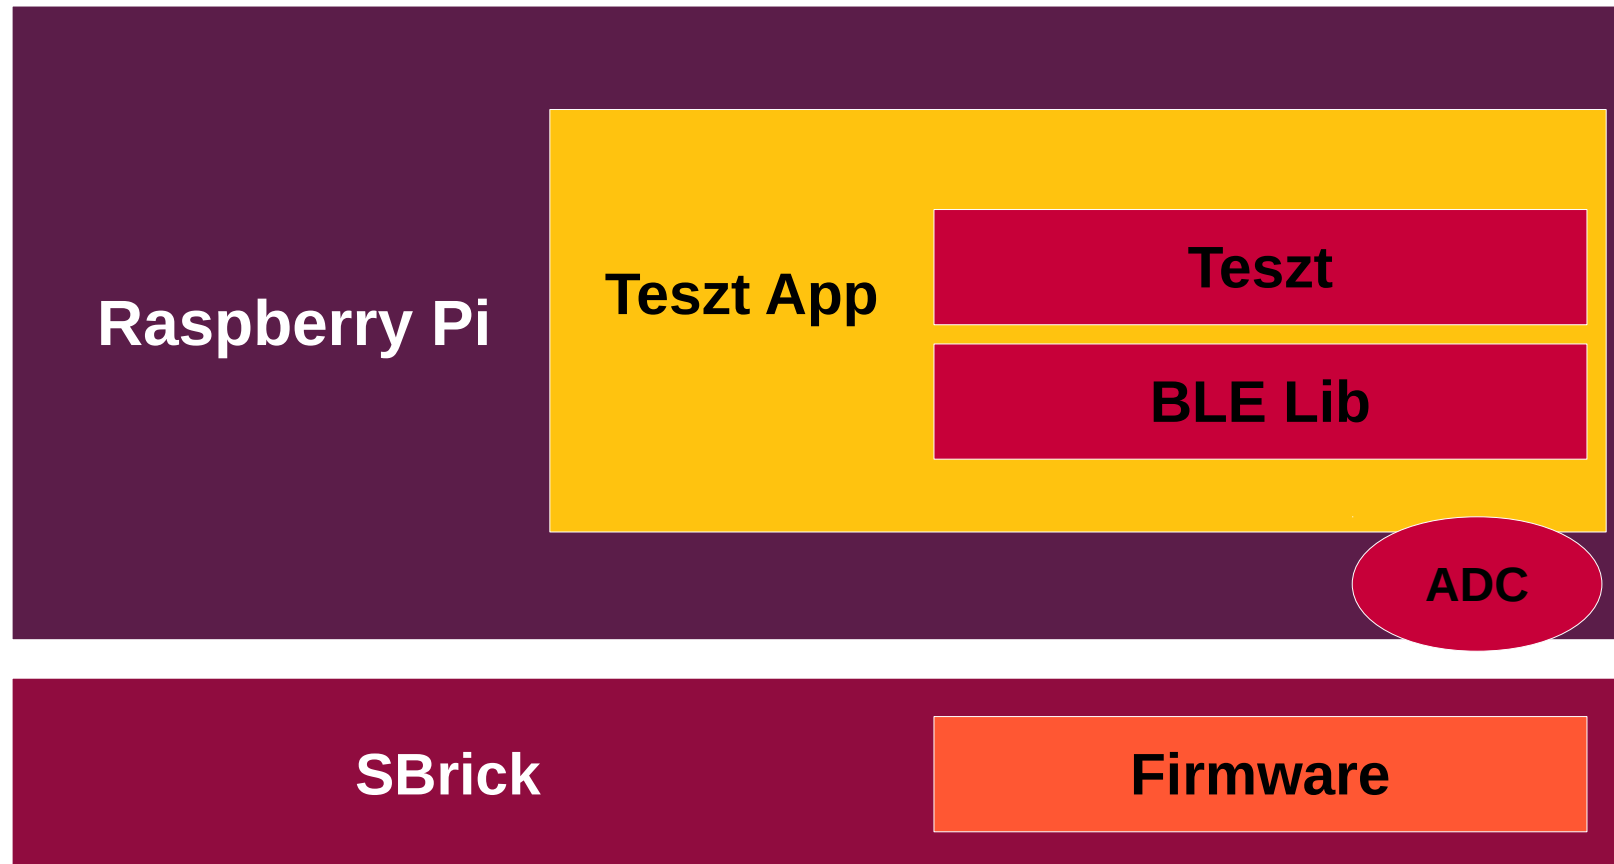 Raspberry Pi
Teszt App
Teszt
BLE Lib
ADC
SBrick
Firmware